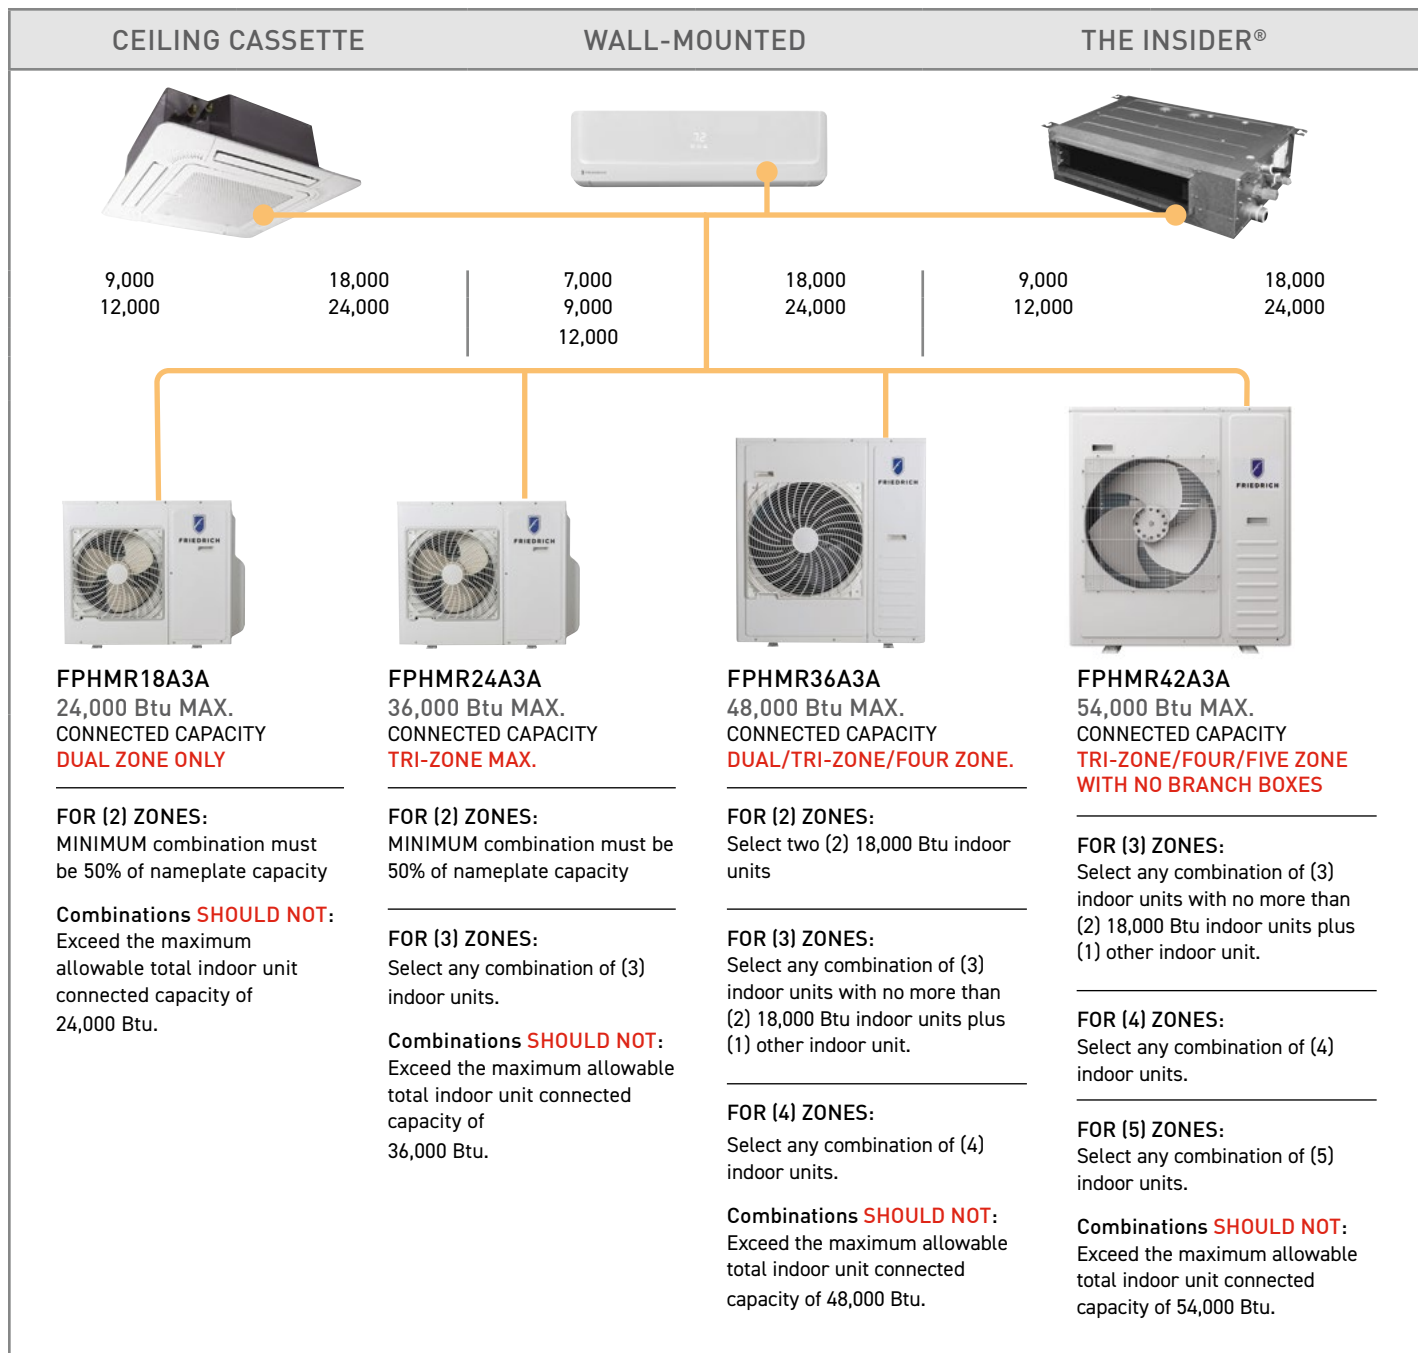 CEILING CASSETTE
WALL-MOUNTED
THE INSIDER®
9,000
12,000
18,000
24,000
7,000
9,000
12,000
18,000
24,000
9,000
12,000
18,000
24,000
FRIEDRICH
FRIEDRICH
FRIEDRICH
FRIEDRICH
FPHMR18A3A
24,000 Btu MAX.
CONNECTED CAPACITY
DUAL ZONE ONLY
FOR (2) ZONES:
MINIMUM combination must
be 50% of nameplate capacity
Combinations SHOULD NOT:
Exceed the maximum
allowable total indoor unit
connected capacity of
24,000 Btu.
FPHMR24A3A
36,000 Btu MAX.
CONNECTED CAPACITY
TRI-ZONE MAX.
FOR (2) ZONES:
MINIMUM combination must be
50% of nameplate capacity
FOR (3) ZONES:
Select any combination of (3)
indoor units.
Combinations SHOULD NOT:
Exceed the maximum allowable
total indoor unit connected
capacity of
36,000 Btu.
FPHMR36A3A
48,000 Btu MAX.
CONNECTED CAPACITY
DUAL/TRI-ZONE/FOUR ZONE.
FOR (2) ZONES:
Select two (2) 18,000 Btu indoor
units
FOR (3) ZONES:
Select any combination of (3)
indoor units with no more than
(2) 18,000 Btu indoor units plus
(1) other indoor unit.
FOR (4) ZONES:
Select any combination of (4)
indoor units.
Combinations SHOULD NOT:
Exceed the maximum allowable
total indoor unit connected
capacity of 48,000 Btu.
FPHMR42A3A
54,000 Btu MAX.
CONNECTED CAPACITY
TRI-ZONE/FOUR/FIVE ZONE
WITH NO BRANCH BOXES
FOR (3) ZONES:
Select any combination of (3)
indoor units with no more than
(2) 18,000 Btu indoor units plus
(1) other indoor unit.
FOR (4) ZONES:
Select any combination of (4)
indoor units.
FOR (5) ZONES:
Select any combination of (5)
indoor units.
Combinations SHOULD NOT:
Exceed the maximum allowable
total indoor unit connected
capacity of 54,000 Btu.